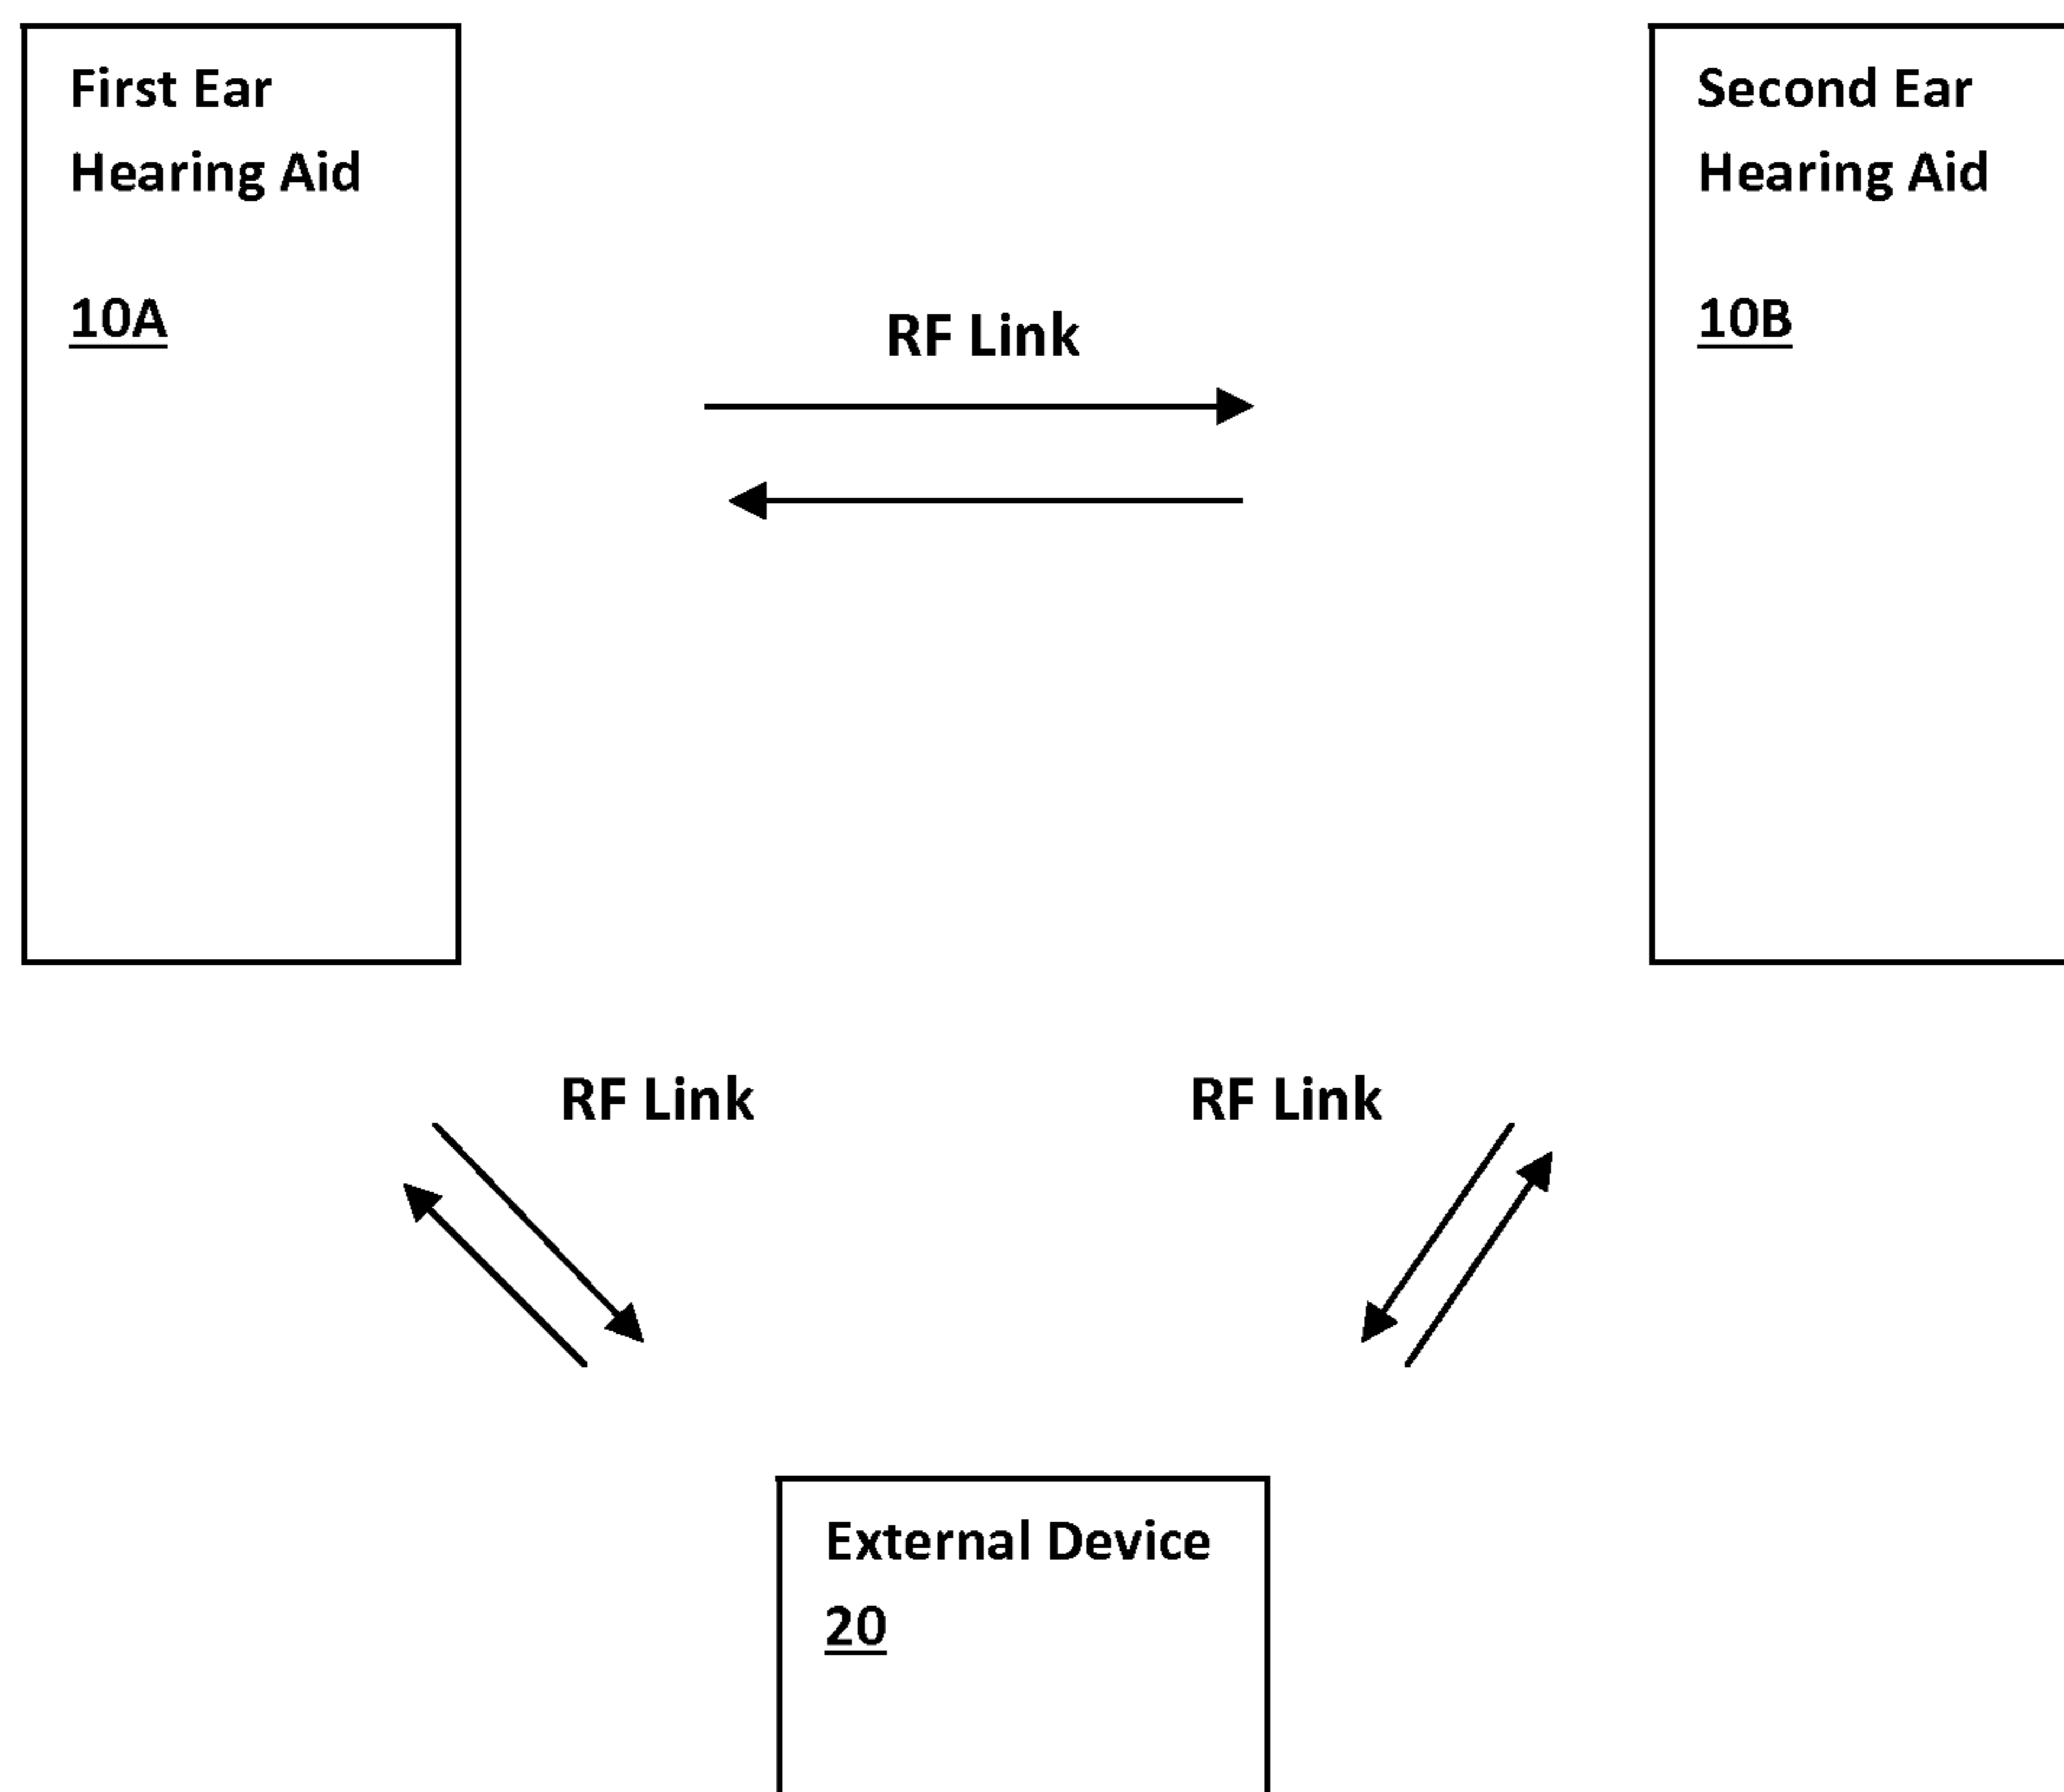 First Ear
Hearing Aid
10A
Second Ear
Hearing Aid
10B
RF Link
RF Link
RF Link
External Device
20